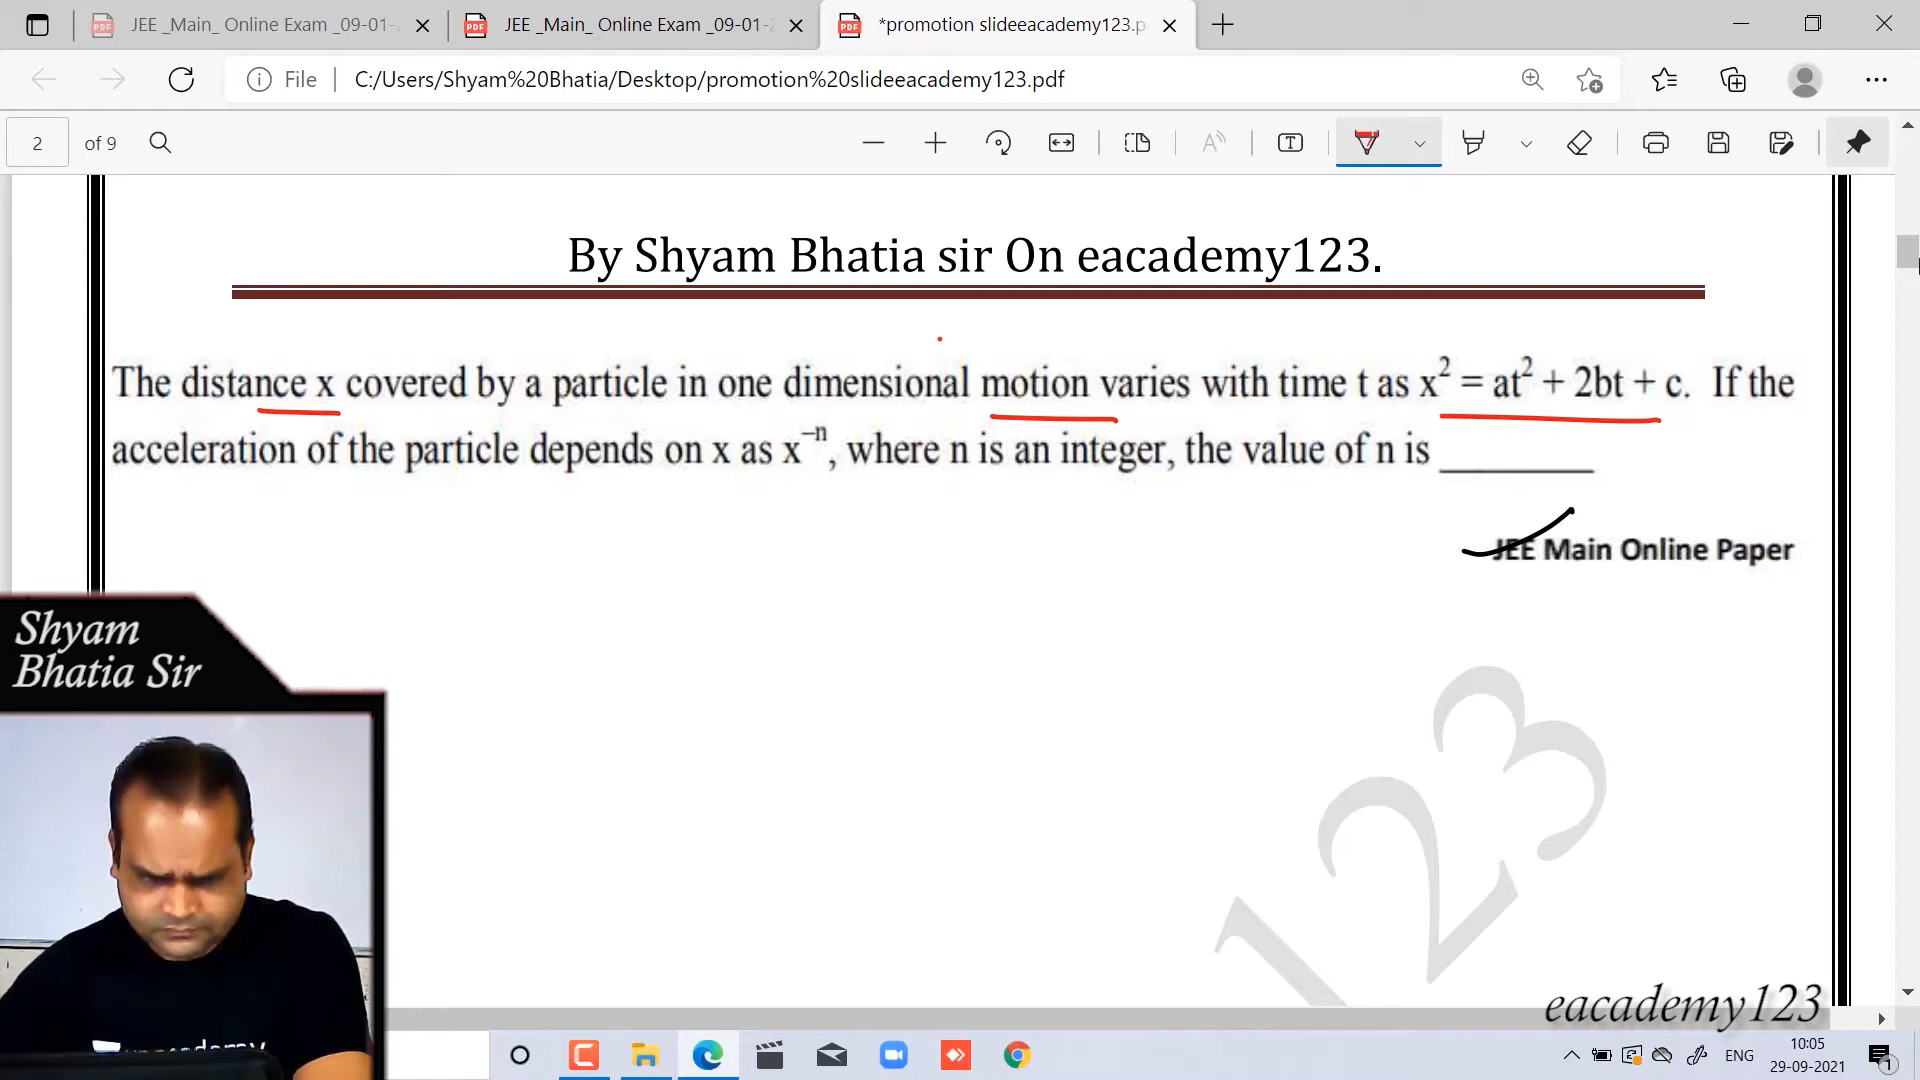 JEE _Main_ Online Exam _09-01-
JEE _Main_ Online Exam _09-01-2
*promotion slideeacademy123.p
File
C:/Users/Shyam%20Bhatia/Desktop/promotion%20slideeacademy123.pdf
2 of 9
By Shyam Bhatia sir On eacademy123.
The distance x covered by a particle in one dimensional motion varies with time t as x² = at² + 2bt + c. If the
acceleration of the particle depends on x as x⁻ⁿ, where n is an integer, the value of n is ________
JEE Main Online Paper
Shyam
Bhatia Sir
123
eacademy123
ENG
10:05
29-09-2021
1